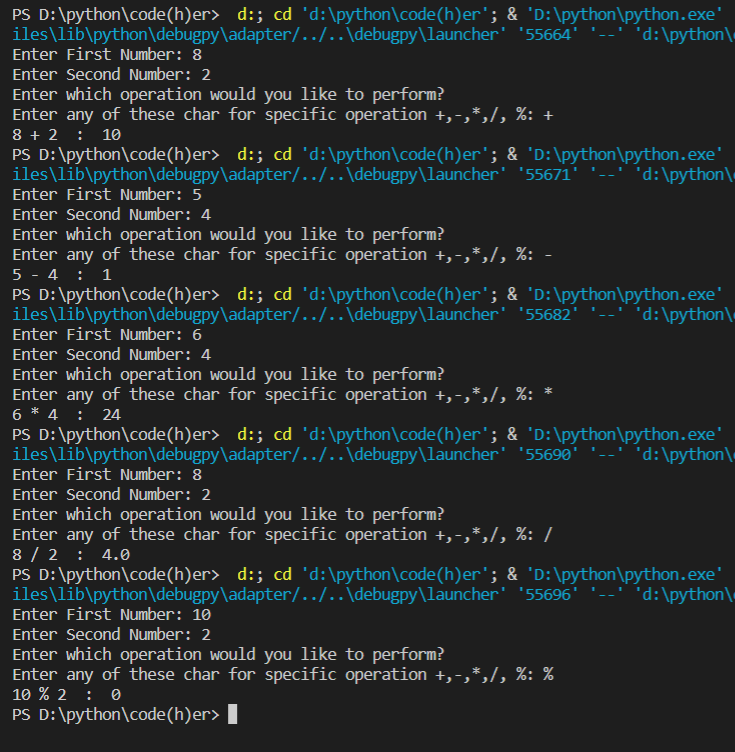 PS D:\python\code(h)er>  d:; cd 'd:\python\code(h)er'; & 'D:\python\python.exe'
iles\lib\python\debugpy\adapter/../..\debugpy\launcher' '55664' '--' 'd:\python\
Enter First Number: 8
Enter Second Number: 2
Enter which operation would you like to perform?
Enter any of these char for specific operation +,-,*,/, %: +
8 + 2  :  10
PS D:\python\code(h)er>  d:; cd 'd:\python\code(h)er'; & 'D:\python\python.exe'
iles\lib\python\debugpy\adapter/../..\debugpy\launcher' '55671' '--' 'd:\python\
Enter First Number: 5
Enter Second Number: 4
Enter which operation would you like to perform?
Enter any of these char for specific operation +,-,*,/, %: -
5 - 4  :  1
PS D:\python\code(h)er>  d:; cd 'd:\python\code(h)er'; & 'D:\python\python.exe'
iles\lib\python\debugpy\adapter/../..\debugpy\launcher' '55682' '--' 'd:\python\
Enter First Number: 6
Enter Second Number: 4
Enter which operation would you like to perform?
Enter any of these char for specific operation +,-,*,/, %: *
6 * 4  :  24
PS D:\python\code(h)er>  d:; cd 'd:\python\code(h)er'; & 'D:\python\python.exe'
iles\lib\python\debugpy\adapter/../..\debugpy\launcher' '55690' '--' 'd:\python\
Enter First Number: 8
Enter Second Number: 2
Enter which operation would you like to perform?
Enter any of these char for specific operation +,-,*,/, %: /
8 / 2  :  4.0
PS D:\python\code(h)er>  d:; cd 'd:\python\code(h)er'; & 'D:\python\python.exe'
iles\lib\python\debugpy\adapter/../..\debugpy\launcher' '55696' '--' 'd:\python\
Enter First Number: 10
Enter Second Number: 2
Enter which operation would you like to perform?
Enter any of these char for specific operation +,-,*,/, %: %
10 % 2  :  0
PS D:\python\code(h)er>